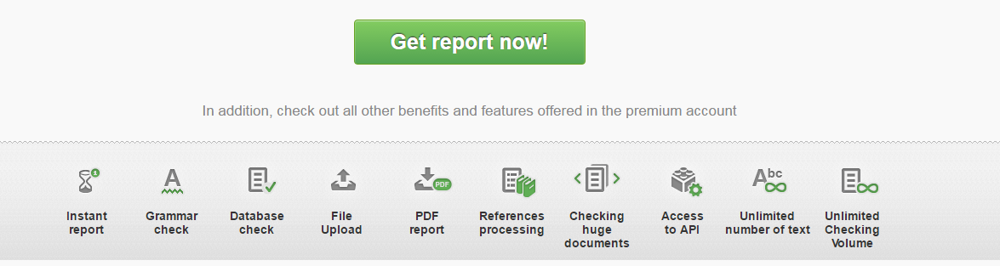 Get report now!
In addition, check out all other benefits and features offered in the premium account
1
A
PDF
Abc
Instant
report
Grammar
check
Database
check
File
Upload
PDF
report
References
processing
Checking
huge
documents
Access
to API
Unlimited
number of text
Unlimited
Checking
Volume